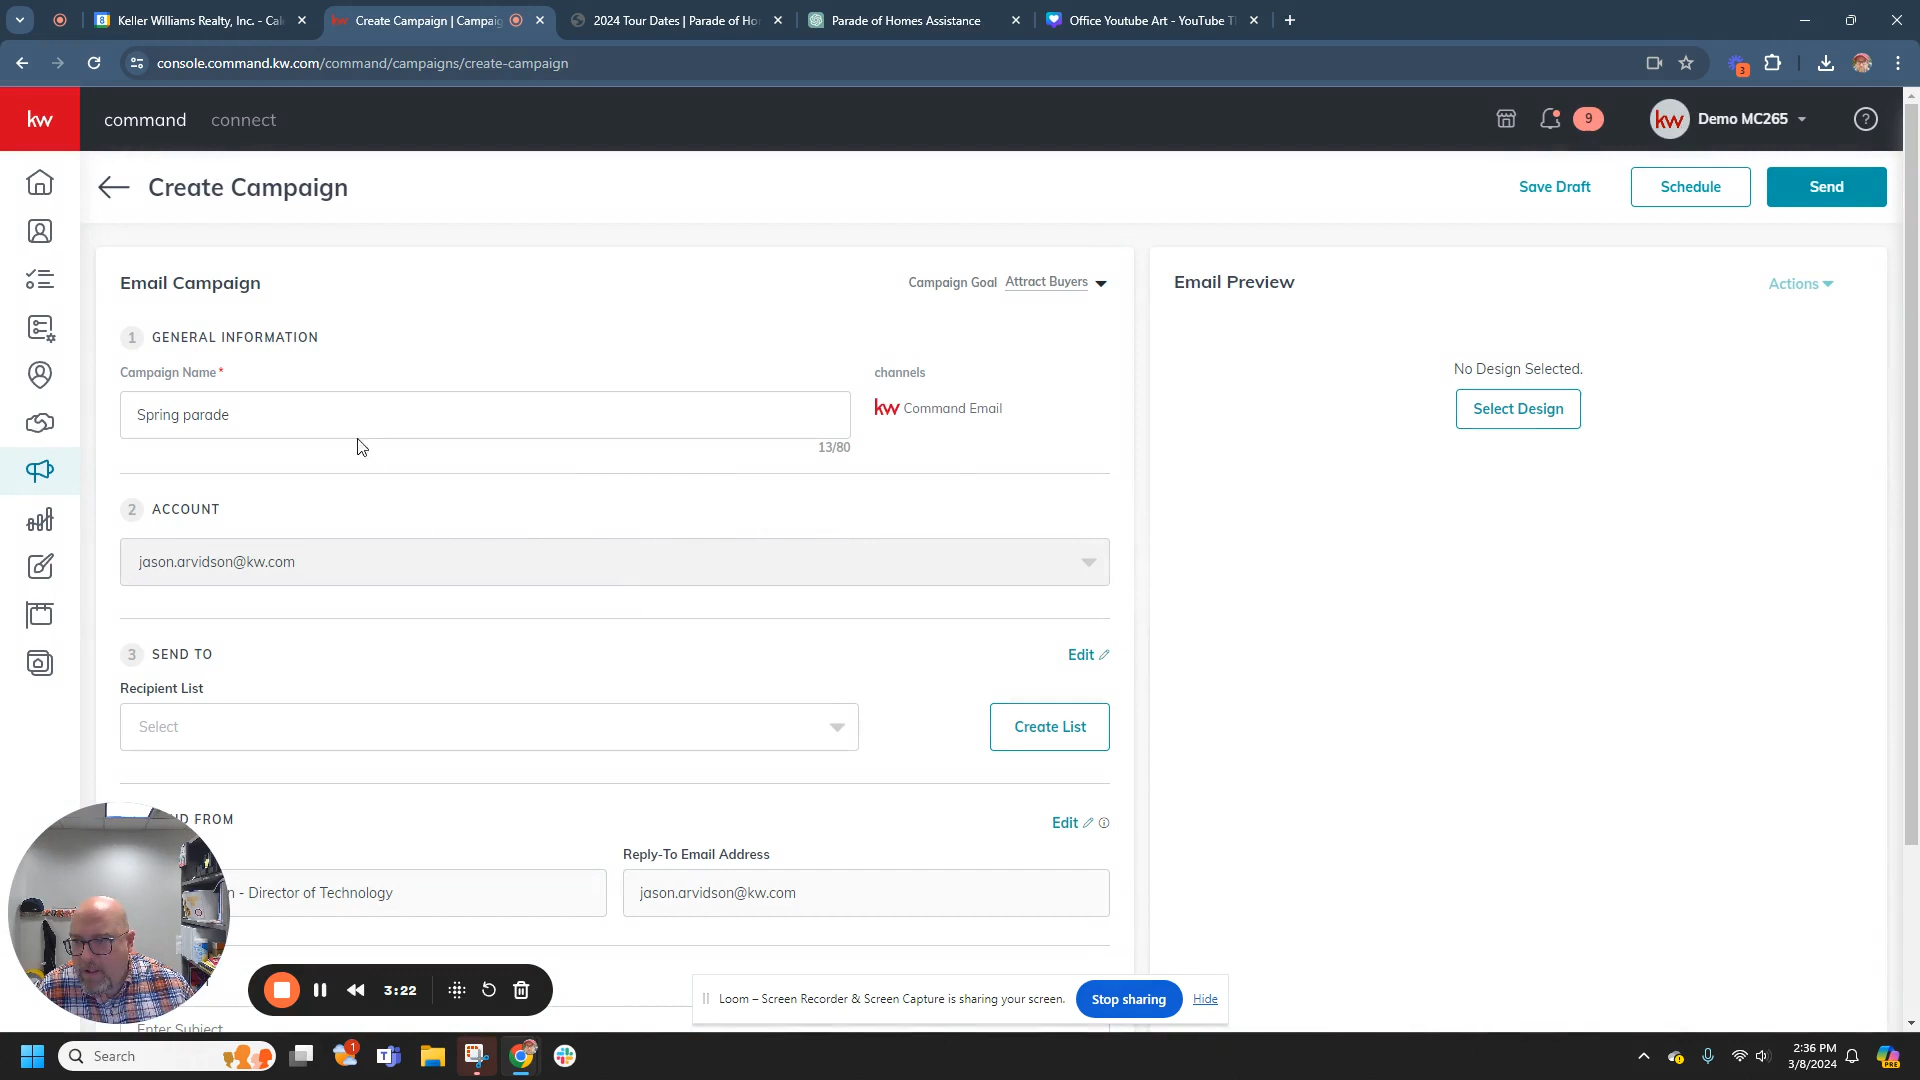 Keller Williams Realty, Inc. - Cal
Create Campaign | Campaig
2024 Tour Dates | Parade of Ho
Parade of Homes Assistance
Office Youtube Art - YouTube T
console.command.kw.com/command/campaigns/create-campaign
3
kw
command
connect
9
kw
Demo MC265
Create Campaign
Save Draft
Schedule
Send
Email Campaign
Campaign Goal
Attract Buyers
Email Preview
Actions
1
GENERAL INFORMATION
Campaign Name *
channels
No Design Selected.
Spring parade
kw Command Email
Select Design
13/80
2
ACCOUNT
jason.arvidson@kw.com
3
SEND TO
Edit
Recipient List
Select
Create List
D FROM
Edit
Reply-To Email Address
n - Director of Technology
jason.arvidson@kw.com
3:22
Loom – Screen Recorder & Screen Capture is sharing your screen.
Stop sharing
Hide
Enter Subject
Search
1
2:36 PM
3/8/2024
PRE